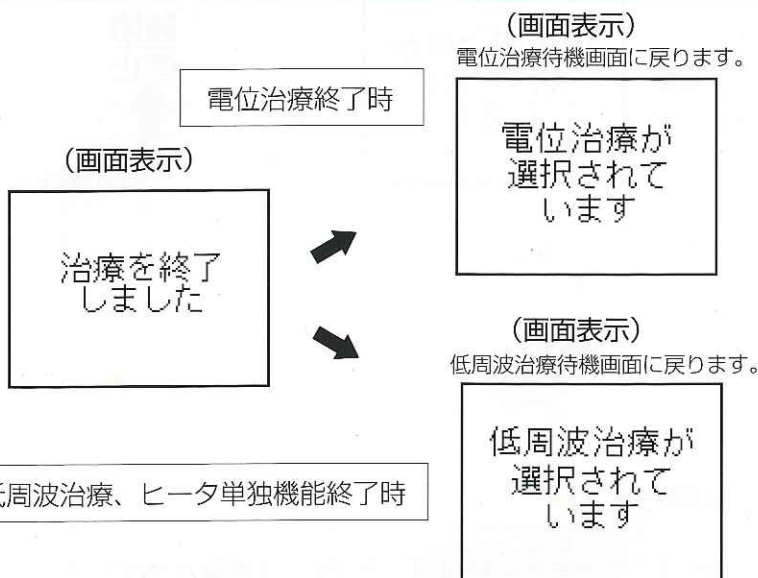 (画面表示)
電位治療待機画面に戻ります。
電位治療終了時
電位治療が
選択されて
います
(画面表示)
治療を終了
しました
(画面表示)
低周波治療待機画面に戻ります。
低周波治療が
選択されて
います
周波治療、ヒータ単独機能終了時